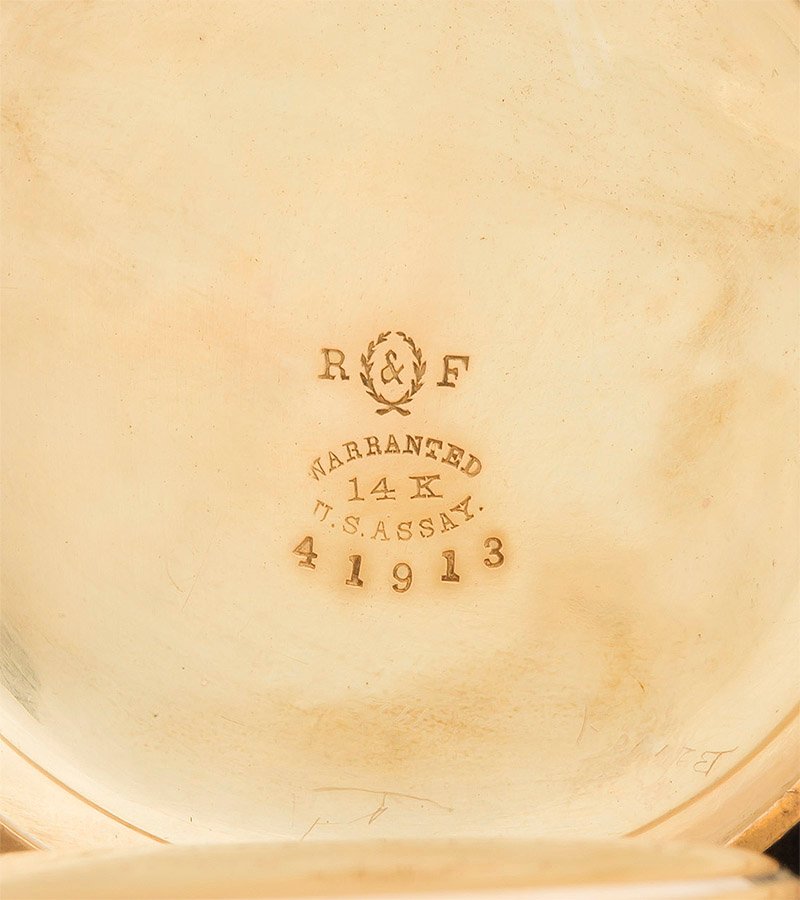 R & F
WARRANTED
14 K
U.S. ASSAY.
41913